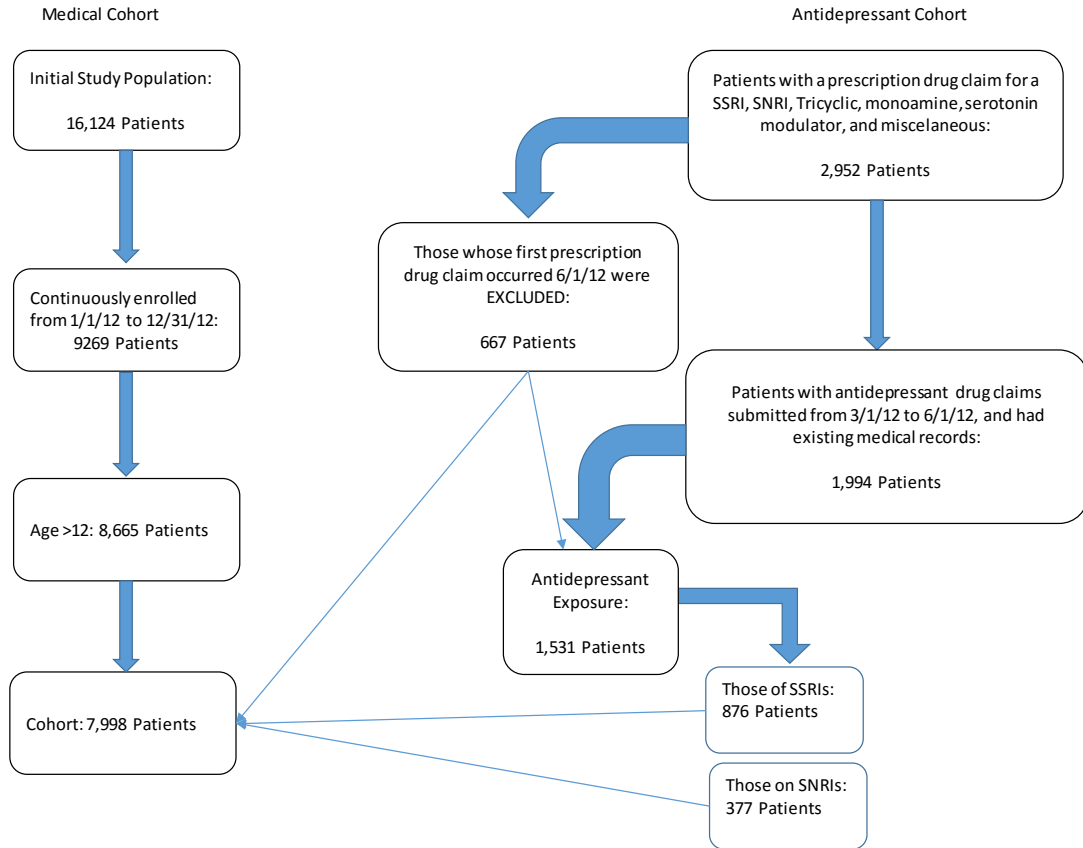 Medical Cohort
Antidepressant Cohort
Initial Study Population:
16,124 Patients
Continuously enrolled
from 1/1/12 to 12/31/12:
9269 Patients
Age >12: 8,665 Patients
Cohort: 7,998 Patients
Patients with a prescription drug claim for a
SSRI, SNRI, Tricyclic, monoamine, serotonin
modulator, and miscelaneous:
2,952 Patients
Those whose first prescription
drug claim occurred 6/1/12 were
EXCLUDED:
667 Patients
Patients with antidepressant drug claims
submitted from 3/1/12 to 6/1/12, and had
existing medical records:
1,994 Patients
Antidepressant
Exposure:
1,531 Patients
Those of SSRIs:
876 Patients
Those on SNRIs:
377 Patients